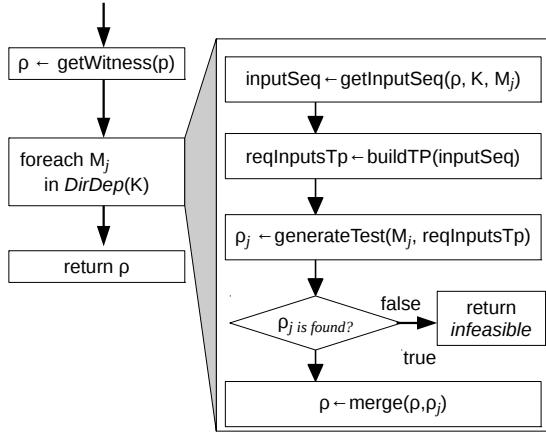 ρ ← getWitness(p)
foreach Mj
in DirDep(K)
return ρ
inputSeq←getInputSeq(ρ, K, Mj)
reqInputsTp←buildTP(inputSeq)
ρj ←generateTest(Mj, reqInputsTp)
ρj is found?
false
return
infeasible
true
ρ←merge(ρ,ρj)